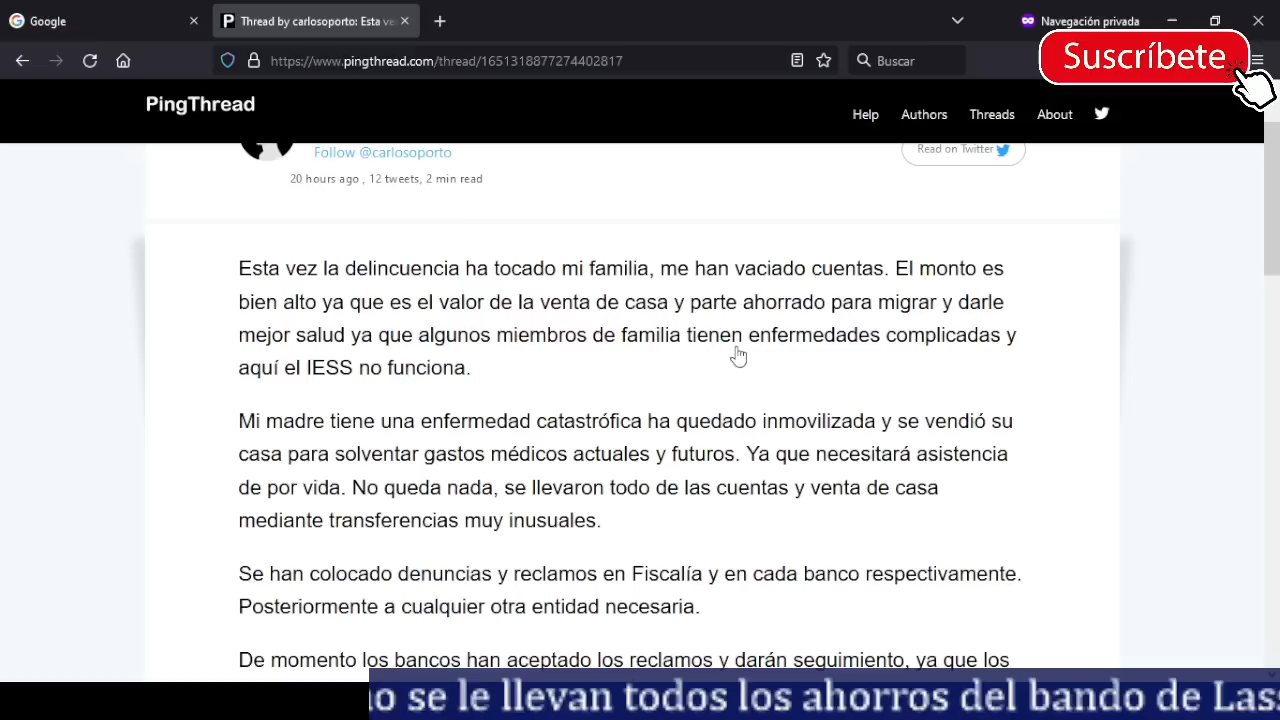 Google
Thread by carlosoporto: Esta ve
Navegación privada
https://www.pingthread.com/thread/1651318877274402817
Buscar
Suscríbete
PingThread
Help
Authors
Threads
About
Follow @carlosoporto
Read on Twitter
20 hours ago , 12 tweets, 2 min read
Esta vez la delincuencia ha tocado mi familia, me han vaciado cuentas. El monto es
bien alto ya que es el valor de la venta de casa y parte ahorrado para migrar y darle
mejor salud ya que algunos miembros de familia tienen enfermedades complicadas y
aquí el IESS no funciona.
Mi madre tiene una enfermedad catastrófica ha quedado inmovilizada y se vendió su
casa para solventar gastos médicos actuales y futuros. Ya que necesitará asistencia
de por vida. No queda nada, se llevaron todo de las cuentas y venta de casa
mediante transferencias muy inusuales.
Se han colocado denuncias y reclamos en Fiscalía y en cada banco respectivamente.
Posteriormente a cualquier otra entidad necesaria.
De momento los bancos han aceptado los reclamos y darán seguimiento, ya que los
se le llevan todos los ahorros del bando de Las